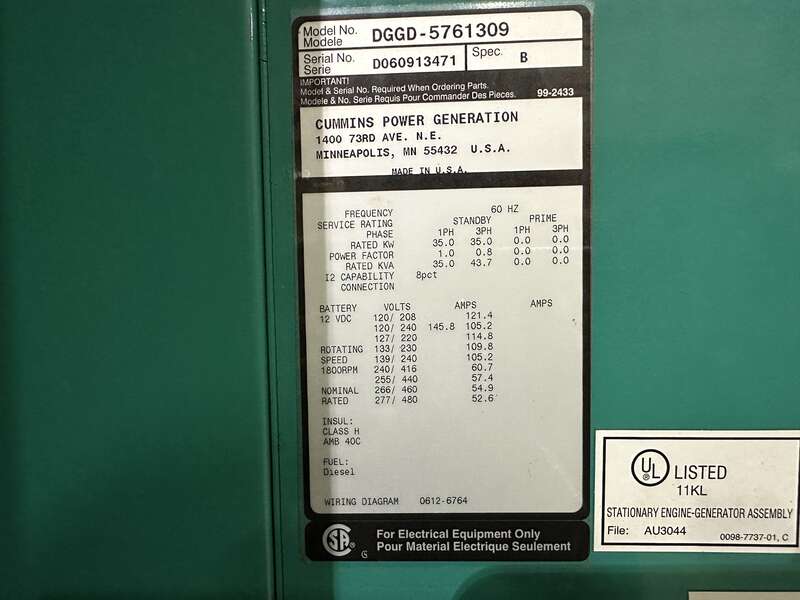 Model No. DGGD-5761309
Modele
Serial No. D060913471 Spec. B
Serie
IMPORTANT!
Model & Serial No. Required When Ordering Parts.
Modele & No. Serie Requis Pour Commander Des Pieces. 99-2433
CUMMINS POWER GENERATION
1400 73RD AVE. N.E.
MINNEAPOLIS, MN 55432 U.S.A.
MADE IN U.S.A.
FREQUENCY 60 HZ
SERVICE RATING STANDBY PRIME
PHASE 1PH 3PH 1PH 3PH
RATED KW 35.0 35.0 0.0 0.0
POWER FACTOR 1.0 0.8 0.0 0.0
RATED KVA 35.0 43.7 0.0 0.0
I2 CAPABILITY 8pct
CONNECTION
BATTERY VOLTS AMPS AMPS
12 VDC 120/ 208 121.4
120/ 240 145.8 105.2
127/ 220 114.8
ROTATING 133/ 230 109.8
SPEED 139/ 240 105.2
1800RPM 240/ 416 60.7
255/ 440 57.4
NOMINAL 266/ 460 54.9
RATED 277/ 480 52.6
INSUL:
CLASS H
AMB 40C
FUEL:
Diesel
WIRING DIAGRAM 0612-6764
SA® G For Electrical Equipment Only
Pour Material Electrique Seulement
UL® LISTED
11KL
STATIONARY ENGINE-GENERATOR ASSEMBLY
File: AU3044 0098-7737-01, C